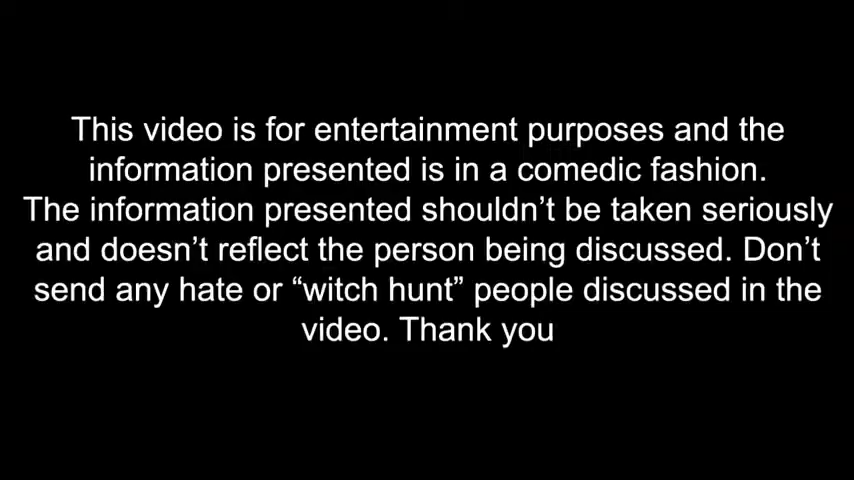 This video is for entertainment purposes and the
information presented is in a comedic fashion.
The information presented shouldn’t be taken seriously
and doesn’t reflect the person being discussed. Don’t
send any hate or “witch hunt” people discussed in the
video. Thank you